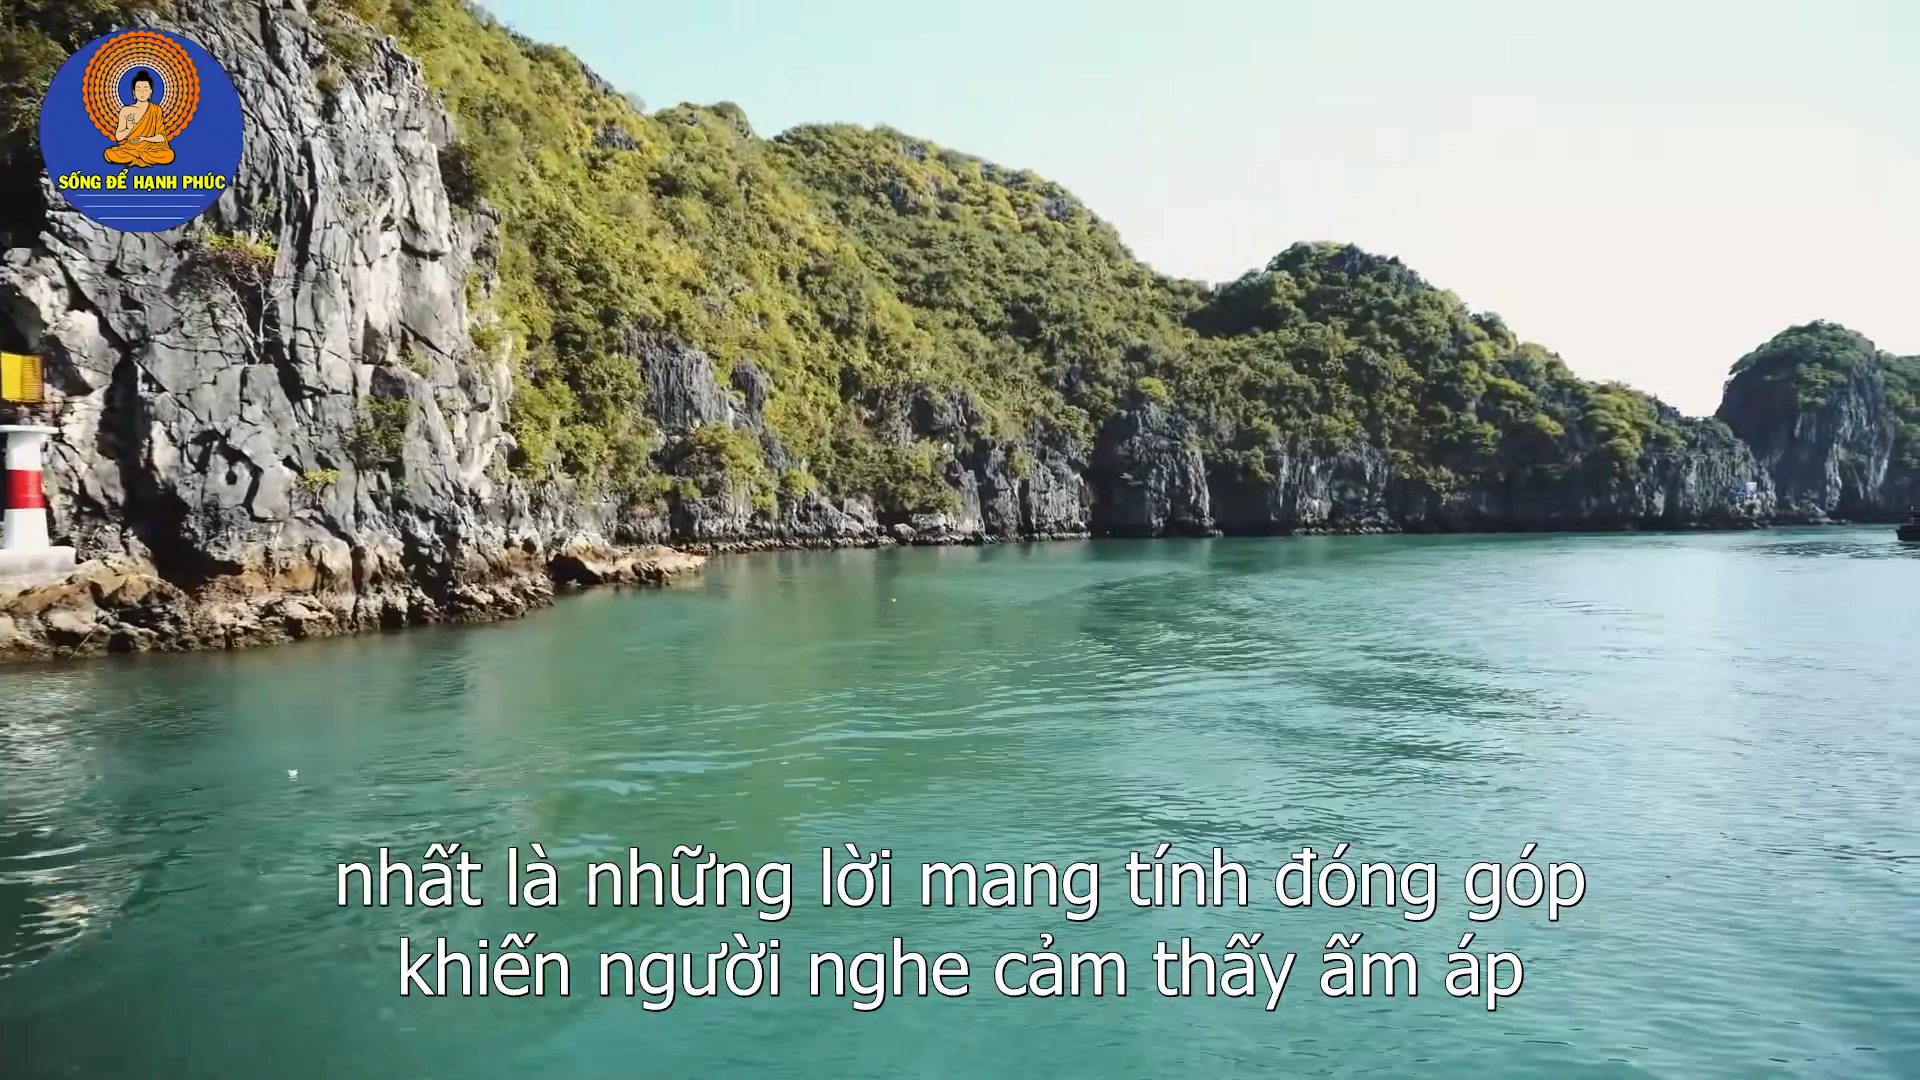 SỐNG ĐỂ HẠNH PHÚC
nhất là những lời mang tính đóng góp
khiến người nghe cảm thấy ấm áp